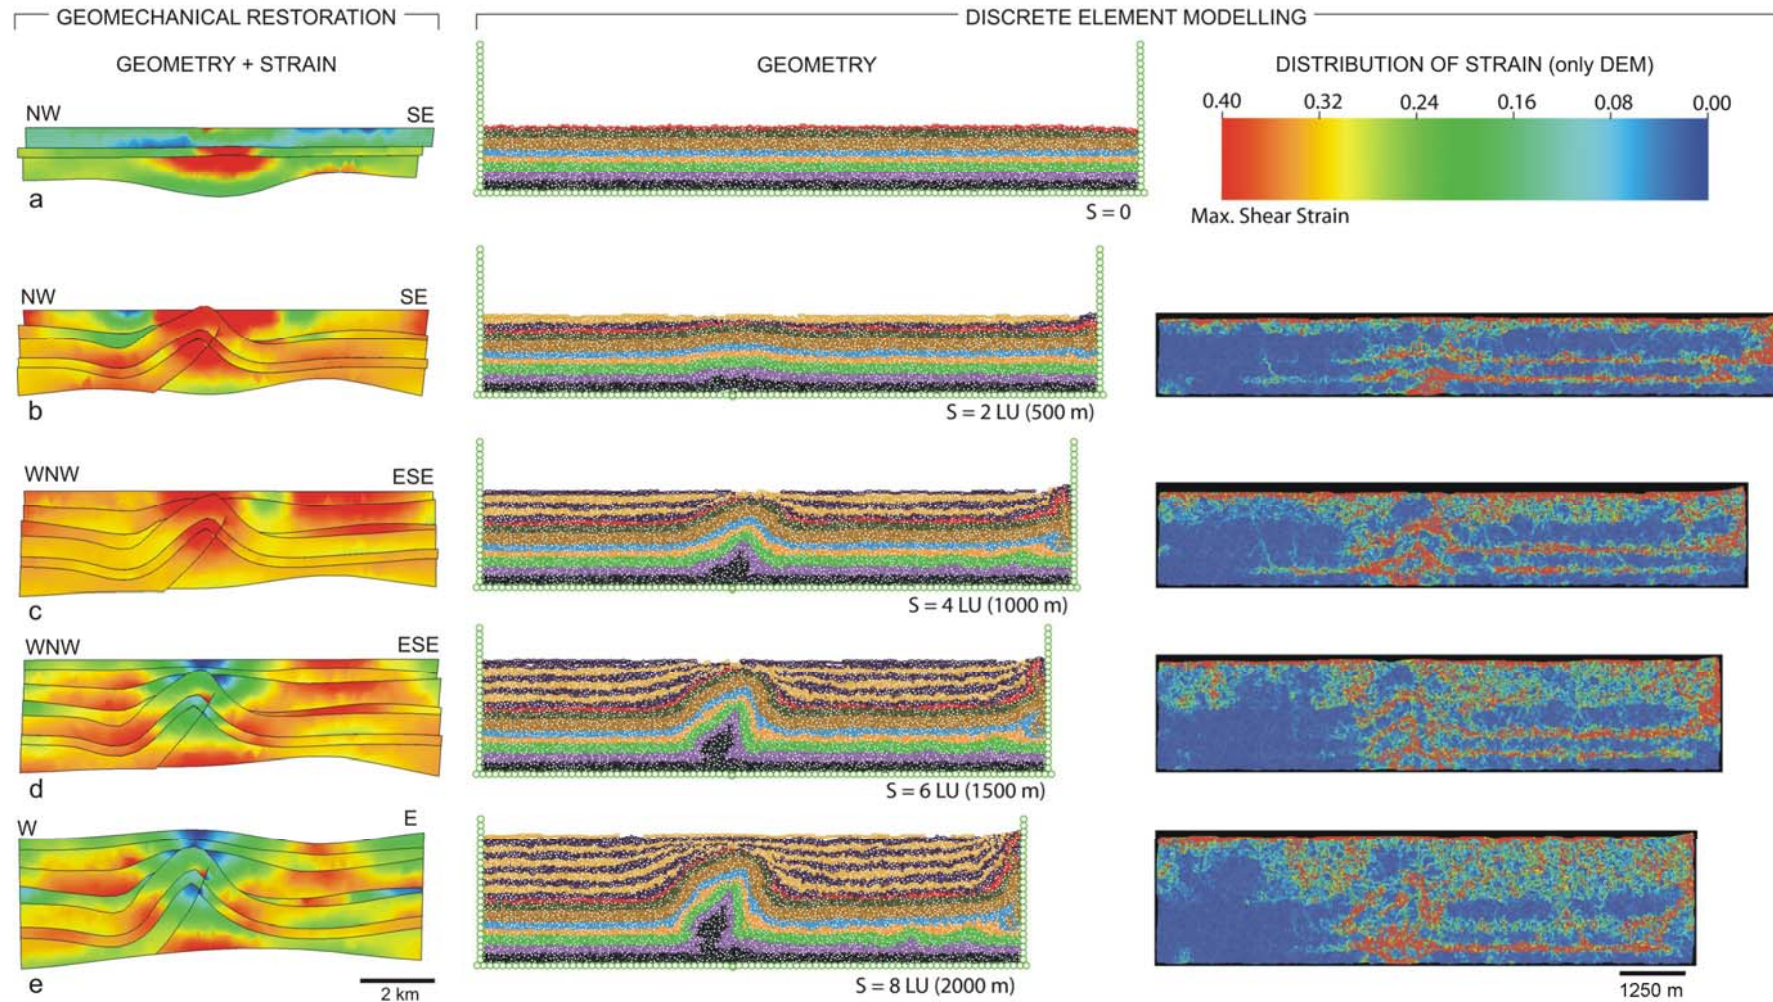 GEOMECHANICAL RESTORATION
DISCRETE ELEMENT MODELLING
GEOMETRY + STRAIN
GEOMETRY
DISTRIBUTION OF STRAIN (only DEM)
0.40 0.32 0.24 0.16 0.08 0.00
Max. Shear Strain
NW SE
a
S = 0
NW SE
b
S = 2 LU (500 m)
WNW ESE
c
S = 4 LU (1000 m)
WNW ESE
d
S = 6 LU (1500 m)
W E
e
2 km
S = 8 LU (2000 m)
1250 m